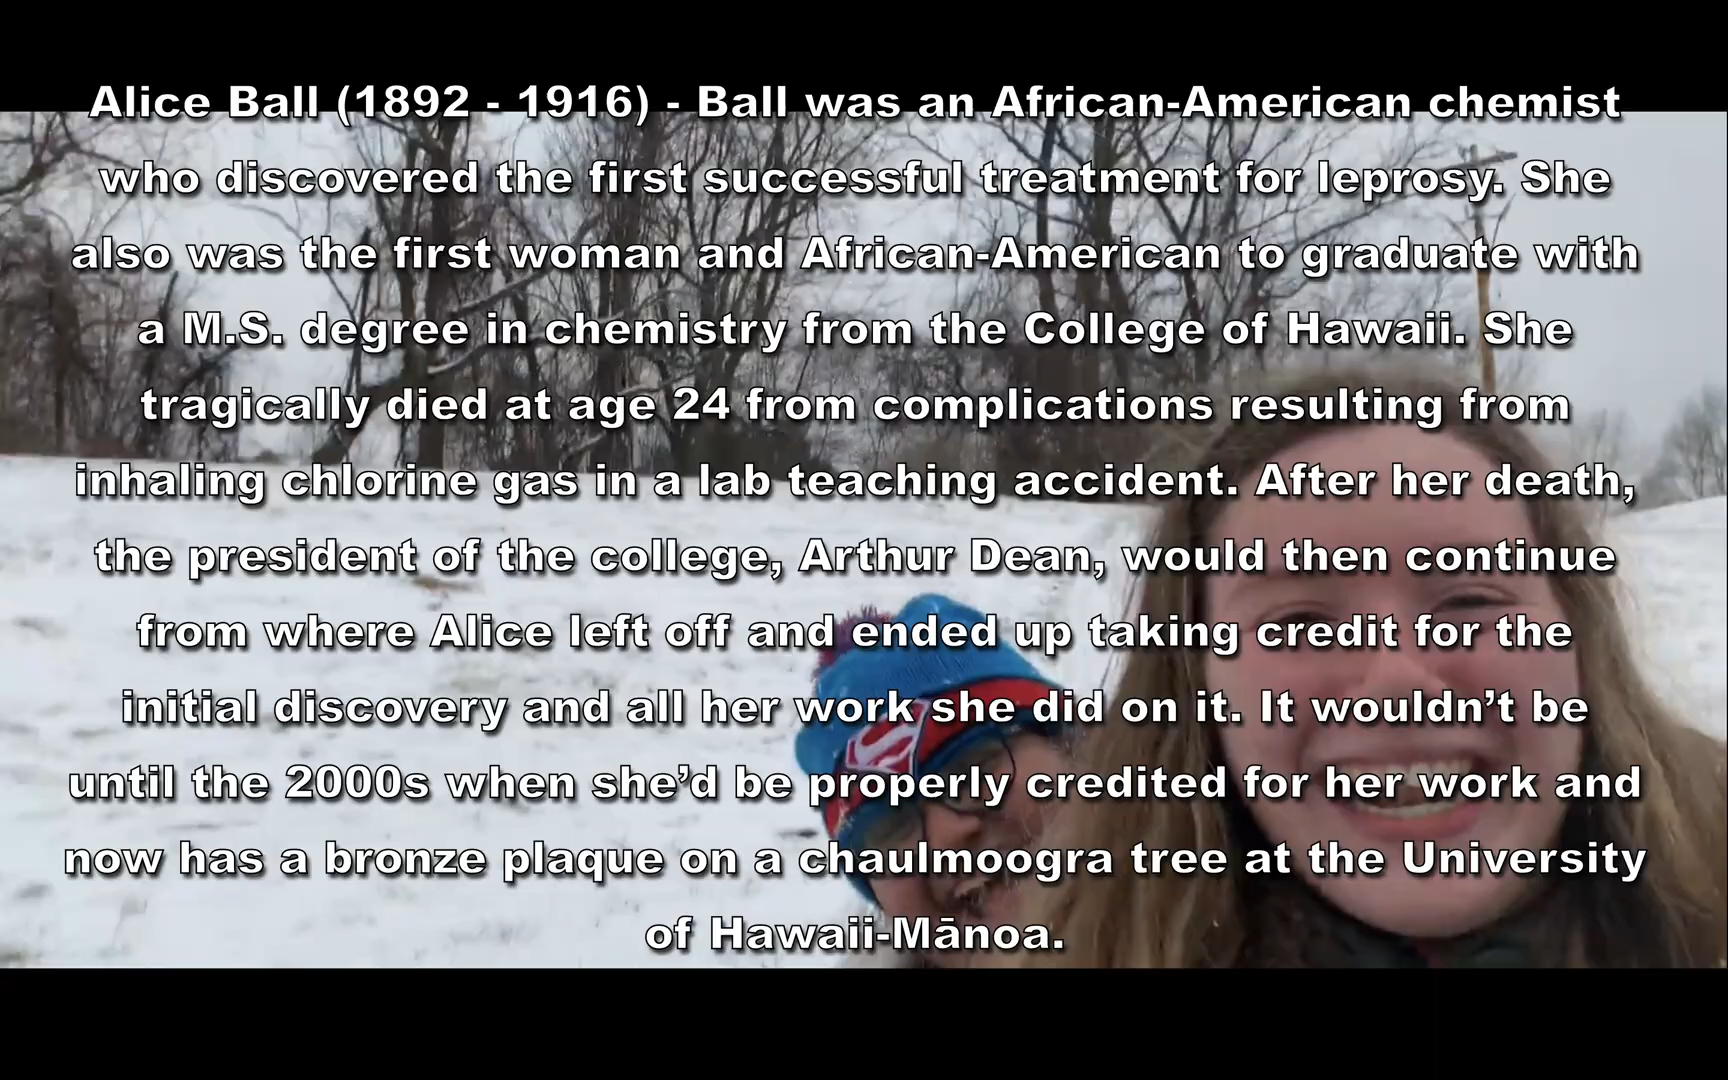 Alice Ball (1892 - 1916) - Ball was an African-American chemist
who discovered the first successful treatment for leprosy. She
also was the first woman and African-American to graduate with
a M.S. degree in chemistry from the College of Hawaii. She
tragically died at age 24 from complications resulting from
inhaling chlorine gas in a lab teaching accident. After her death,
the president of the college, Arthur Dean, would then continue
from where Alice left off and ended up taking credit for the
initial discovery and all her work she did on it. It wouldn’t be
until the 2000s when she’d be properly credited for her work and
now has a bronze plaque on a chaulmoogra tree at the University
of Hawaii-Mānoa.